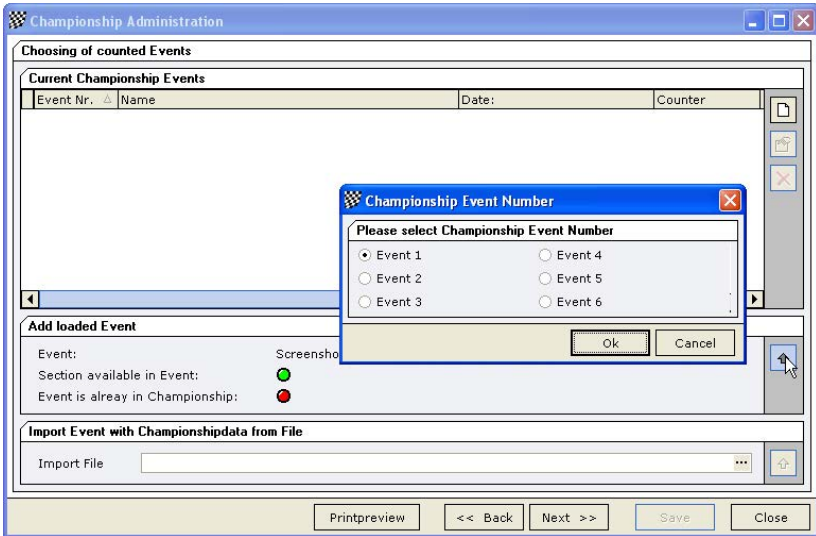 Championship Administration
Choosing of counted Events
Current Championship Events
Event Nr. Name Date: Counter
Championship Event Number
Please select Championship Event Number
Event 1 Event 4
Event 2 Event 5
Event 3 Event 6
Ok Cancel
Add loaded Event
Event: Screensho
Section available in Event:
Event is alreay in Championship:
Import Event with Championshipdata from File
Import File ...
Printpreview << Back Next >> Save Close